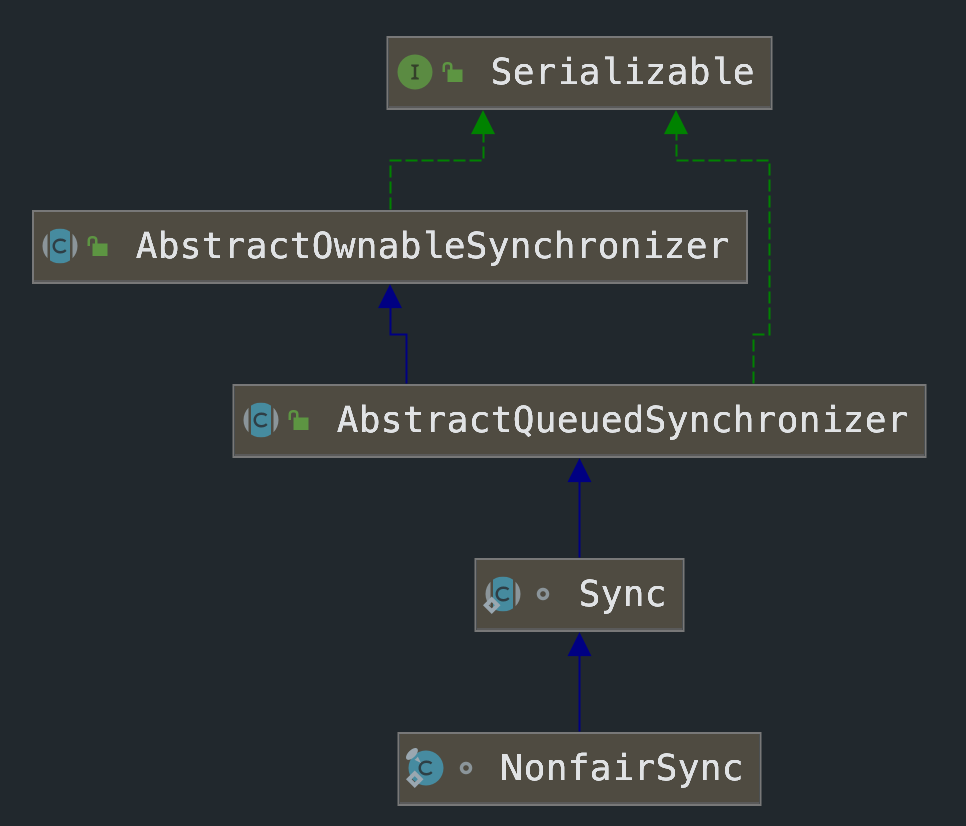 I Serializable
C AbstractOwnableSynchronizer
C AbstractQueuedSynchronizer
C Sync
C NonfairSync